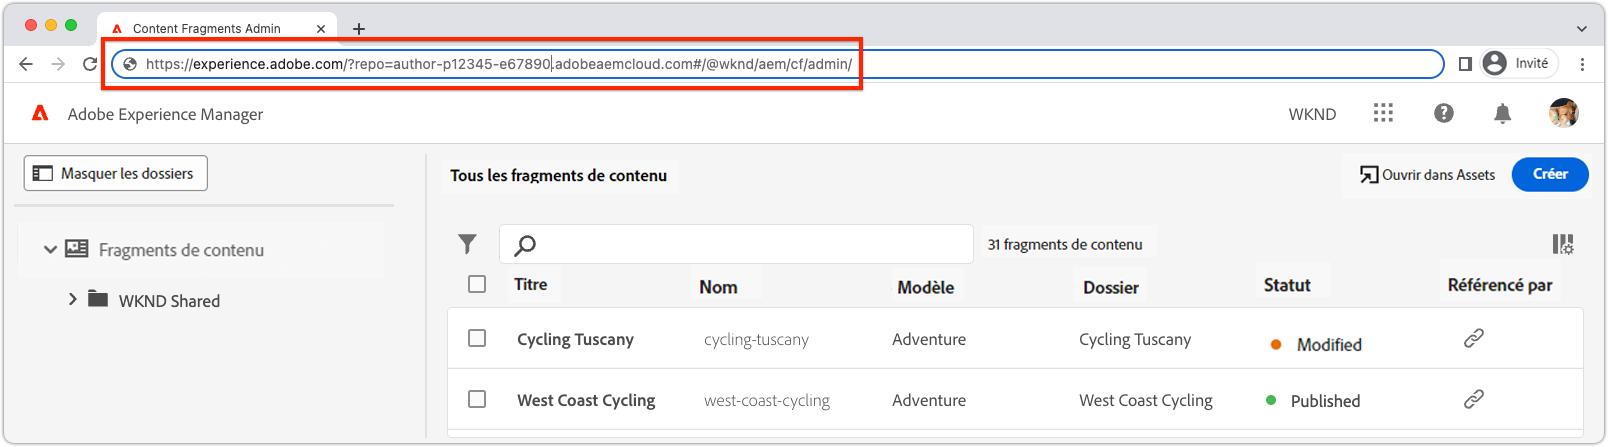 Content Fragments Admin
https://experience.adobe.com/?repo=author-p12345-e67890.adobeaemcloud.com#/@wknd/aem/cf/admin/
Invité
Adobe Experience Manager
WKND
Masquer les dossiers
Tous les fragments de contenu
Ouvrir dans Assets
Créer
Fragments de contenu
31 fragments de contenu
WKND Shared
Titre Nom Modèle Dossier Statut Référencé par
Cycling Tuscany cycling-tuscany Adventure Cycling Tuscany Modified
West Coast Cycling west-coast-cycling Adventure West Coast Cycling Published